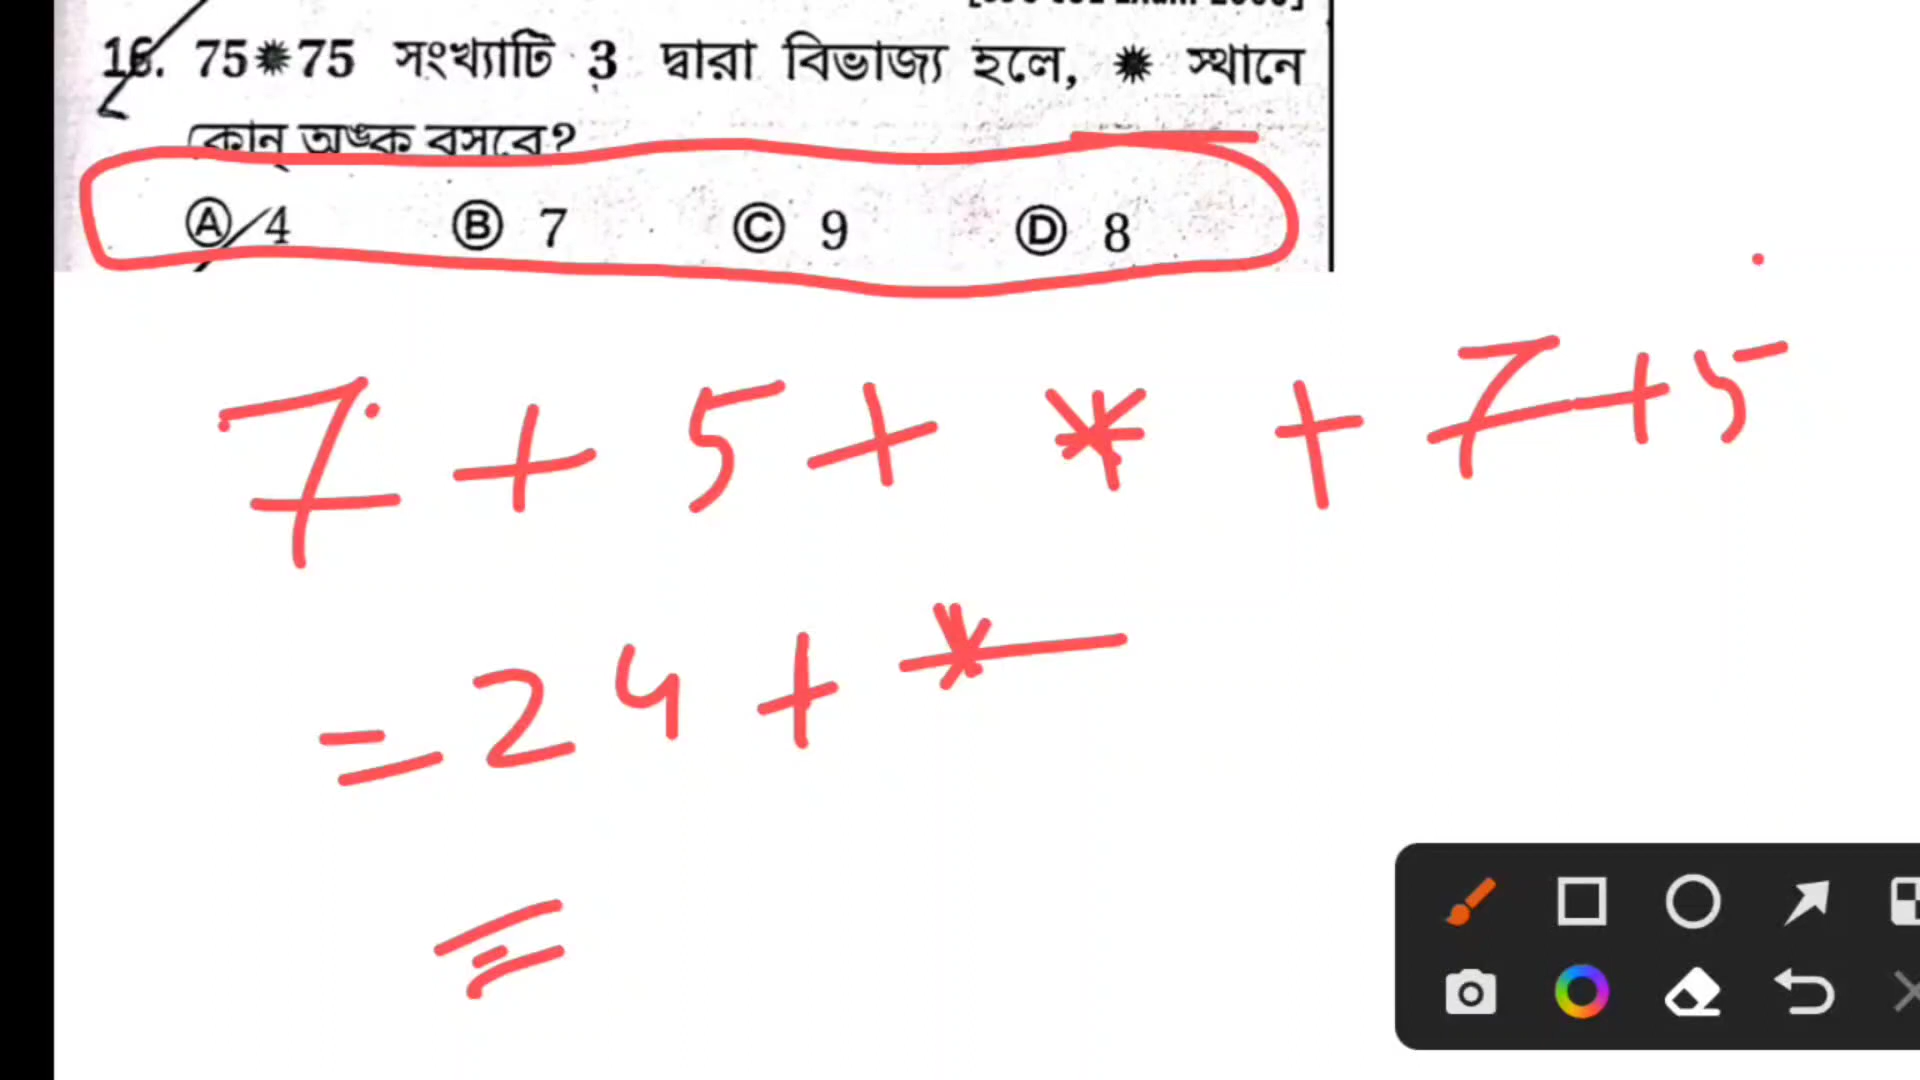 16. 75✹75 সংখ্যাটি 3 দ্বারা বিভাজ্য হলে, ✹ স্থানে
কোন্ অঙ্ক বসবে?
Ⓐ 4 Ⓑ 7 Ⓒ 9 Ⓓ 8
7 + 5 + * + 7 + 5
= 24 + *
=